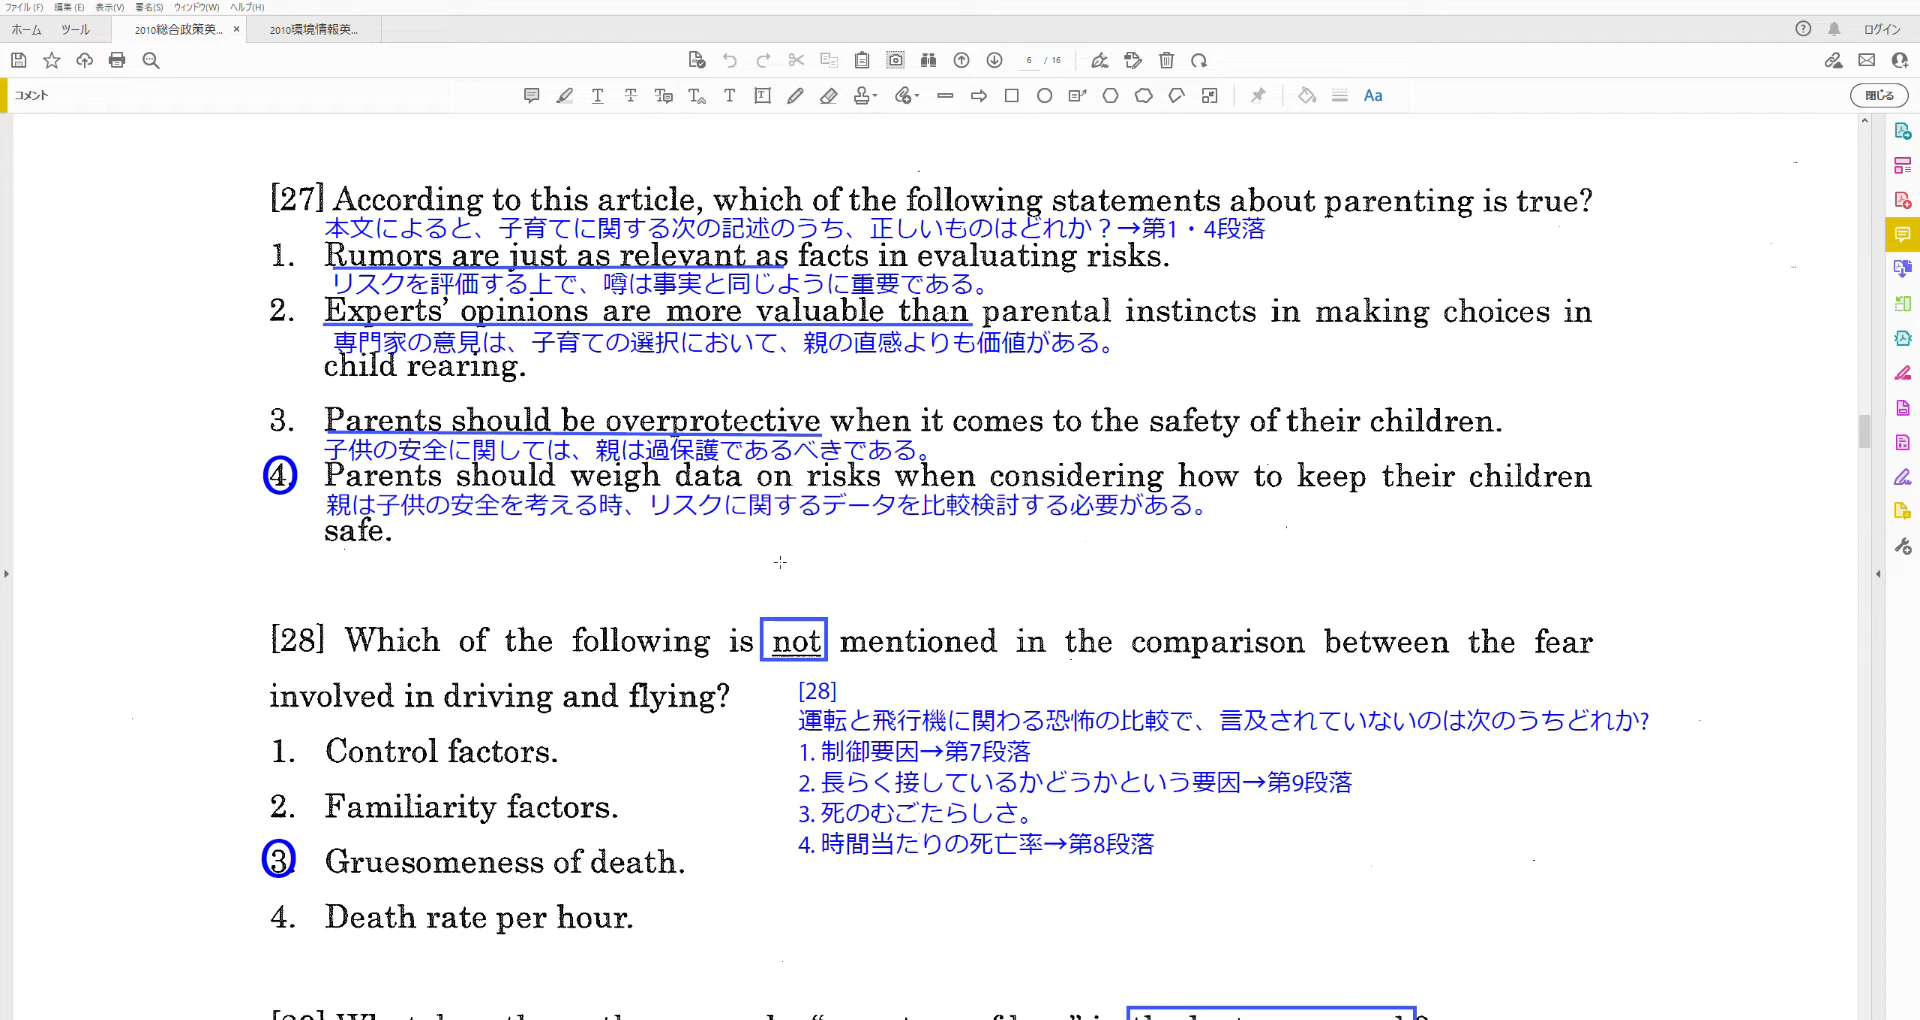 ファイル(F) 編集(E) 表示(V) 署名(S) ウィンドウ(W) ヘルプ(H)
ホーム ツール 2010総合政策英... × 2010環境情報英... ログイン
6 / 16
コメント Aa 閉じる
[27] According to this article, which of the following statements about parenting is true?
本文によると、子育てに関する次の記述のうち、正しいものはどれか？→第1・4段落
1. Rumors are just as relevant as facts in evaluating risks.
リスクを評価する上で、噂は事実と同じように重要である。
2. Experts' opinions are more valuable than parental instincts in making choices in
専門家の意見は、子育ての選択において、親の直感よりも価値がある。
child rearing.
3. Parents should be overprotective when it comes to the safety of their children.
子供の安全に関しては、親は過保護であるべきである。
4. Parents should weigh data on risks when considering how to keep their children
親は子供の安全を考える時、リスクに関するデータを比較検討する必要がある。
safe.
[28] Which of the following is not mentioned in the comparison between the fear
involved in driving and flying?
[28]
運転と飛行機に関わる恐怖の比較で、言及されていないのは次のうちどれか?
1. Control factors.
1. 制御要因→第7段落
2. 長らく接しているかどうかという要因→第9段落
2. Familiarity factors.
3. 死のむごたらしさ。
4. 時間当たりの死亡率→第8段落
3. Gruesomeness of death.
4. Death rate per hour.